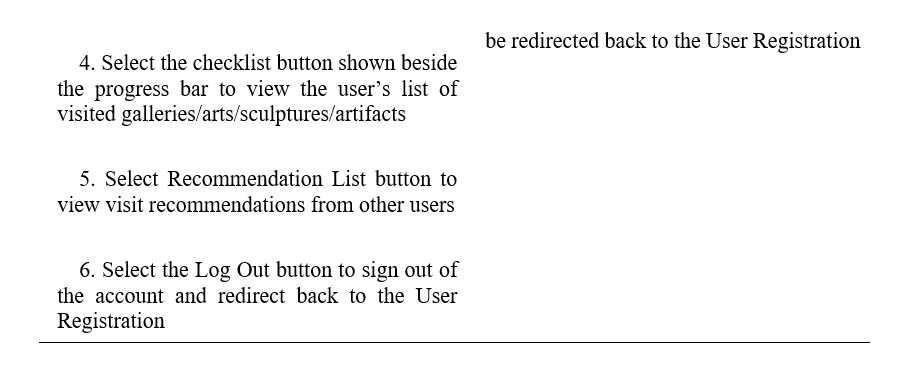 be redirected back to the User Registration
4. Select the checklist button shown beside
the progress bar to view the user’s list of
visited galleries/arts/sculptures/artifacts
5. Select Recommendation List button to
view visit recommendations from other users
6. Select the Log Out button to sign out of
the account and redirect back to the User
Registration